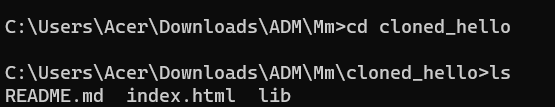 C:\Users\Acer\Downloads\ADM\Mm>cd cloned_hello
C:\Users\Acer\Downloads\ADM\Mm\cloned_hello>ls
README.md  index.html  lib